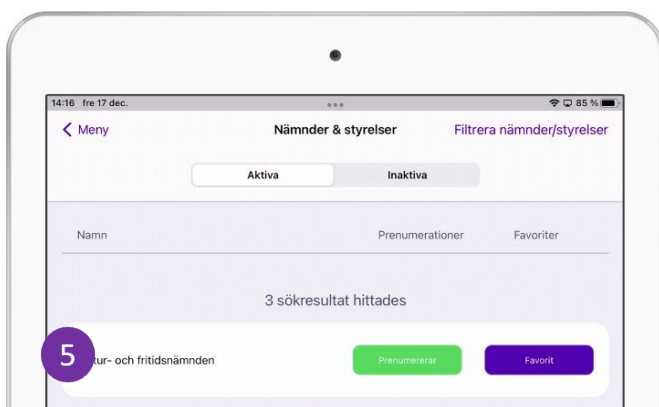 14:16 fre 17 dec.
85 %
Meny
Nämnder & styrelser
Filtrera nämnder/styrelser
Aktiva
Inaktiva
Namn
Prenumerationer
Favoriter
3 sökresultat hittades
5
tur- och fritidsnämnden
Prenumererar
Favorit